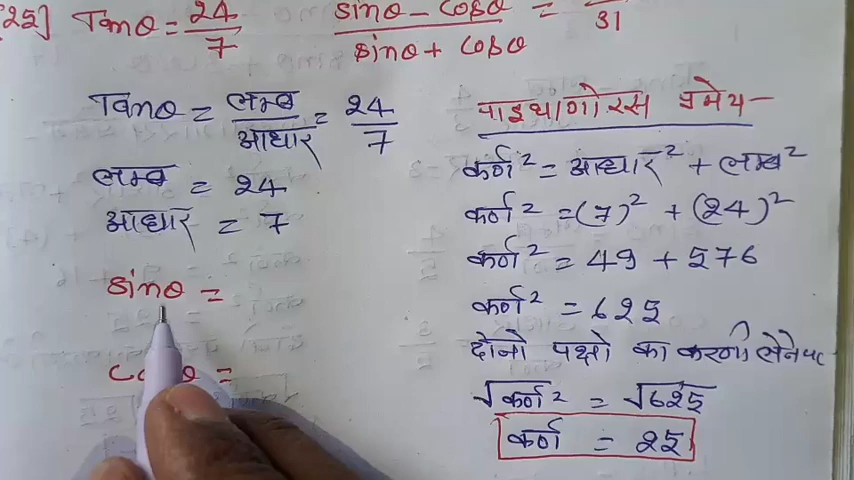 25] Tanθ = 24/7 sinθ - cosθ / sinθ + cosθ = /31
Tanθ = लम्ब/आधार = 24/7
लम्ब = 24
आधार = 7
sinθ =
θ =
पाइथागोरस प्रमेय -
कर्ण² = आधार² + लम्ब²
कर्ण² = (7)² + (24)²
कर्ण² = 49 + 576
कर्ण² = 625
दोनो पक्षो का करणी लेने पर
√कर्ण² = √625
कर्ण = 25